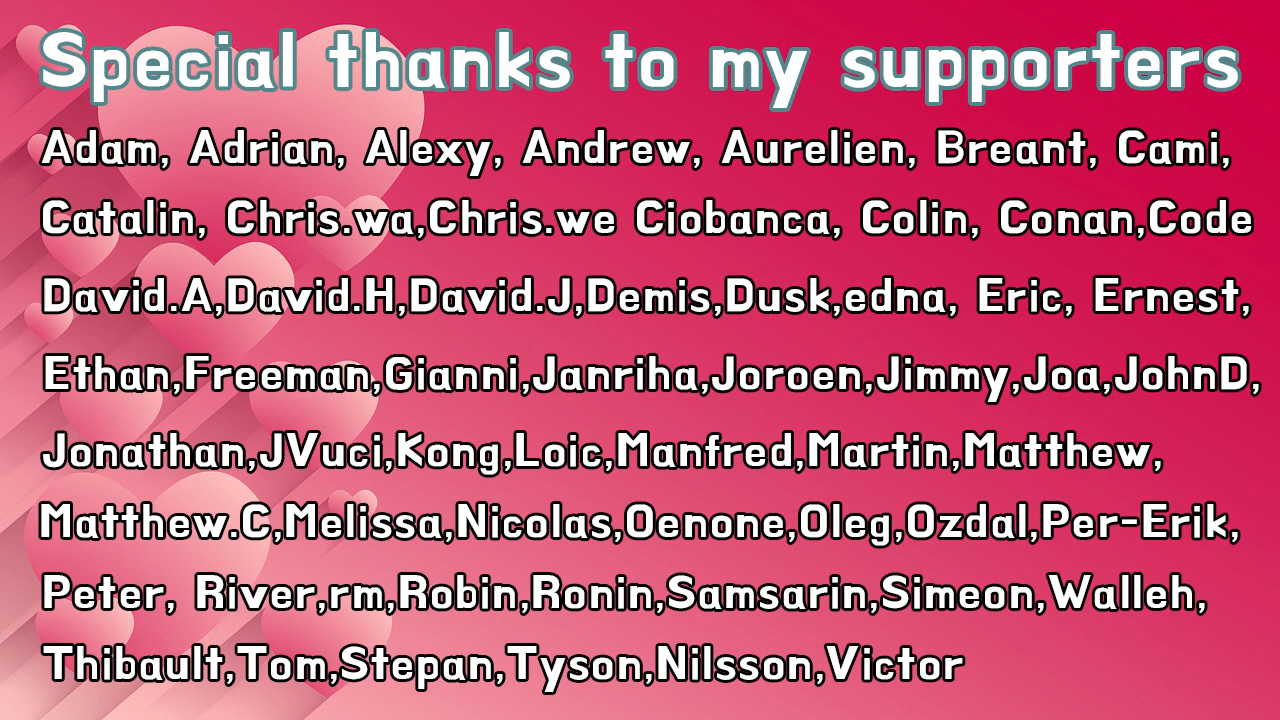 Special thanks to my supporters
Adam, Adrian, Alexy, Andrew, Aurelien, Breant, Cami,
Catalin, Chris.wa,Chris.we Ciobanca, Colin, Conan,Code
David.A,David.H,David.J,Demis,Dusk,edna, Eric, Ernest,
Ethan,Freeman,Gianni,Janriha,Joroen,Jimmy,Joa,JohnD,
Jonathan,JVuci,Kong,Loic,Manfred,Martin,Matthew,
Matthew.C,Melissa,Nicolas,Oenone,Oleg,Ozdal,Per-Erik,
Peter, River,rm,Robin,Ronin,Samsarin,Simeon,Walleh,
Thibault,Tom,Stepan,Tyson,Nilsson,Victor